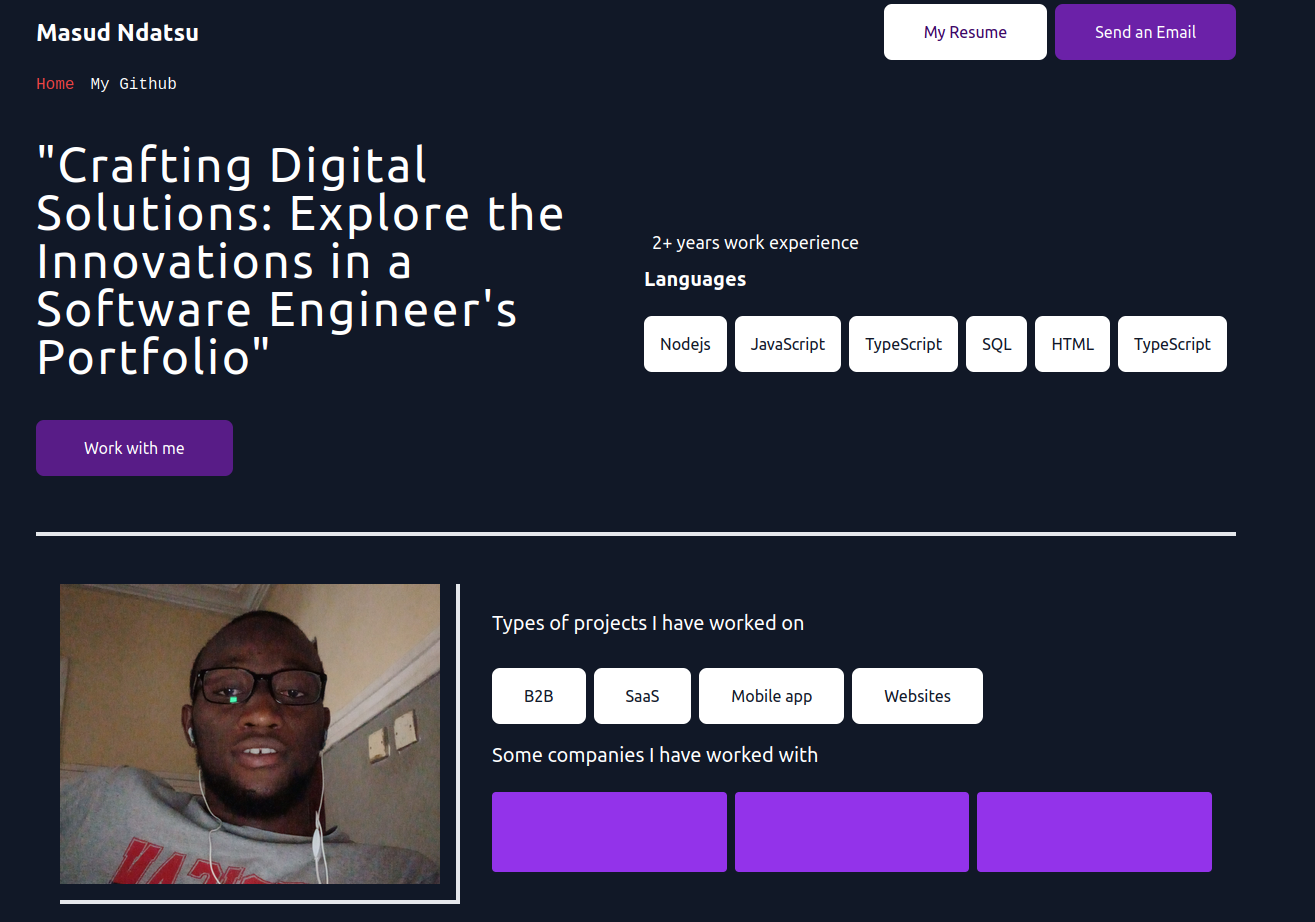 Masud Ndatsu
My Resume
Send an Email
Home My Github
"Crafting Digital
Solutions: Explore the
Innovations in a
Software Engineer's
Portfolio"
Work with me
2+ years work experience
Languages
Nodejs JavaScript TypeScript SQL HTML TypeScript
Types of projects I have worked on
B2B SaaS Mobile app Websites
Some companies I have worked with